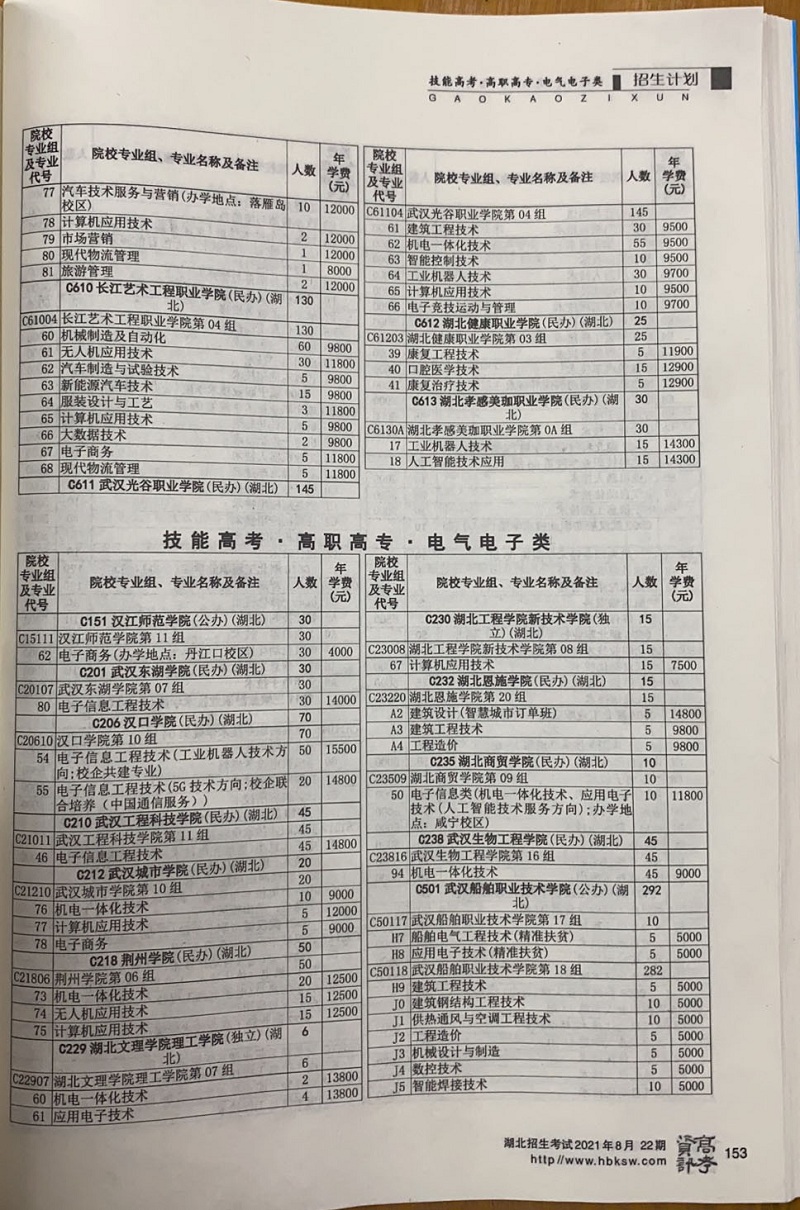 技能高考·高职高专·电气电子类 招生计划
GAOKAOZIXUN
院校专业组及专业代号 院校专业组、专业名称及备注 人数 年学费(元)
77 汽车技术服务与营销(办学地点：落雁岛
校区) 10 12000
78 计算机应用技术 2 12000
79 市场营销 1 12000
80 现代物流管理 1 8000
81 旅游管理 2 12000
C610 长江艺术工程职业学院(民办)(湖
北) 130
C61004 长江艺术工程职业学院第04组 130
60 机械制造及自动化 60 9800
61 无人机应用技术 30 11800
62 汽车制造与试验技术 5 9800
63 新能源汽车技术 15 9800
64 服装设计与工艺 3 11800
65 计算机应用技术 5 9800
66 大数据技术 2 9800
67 电子商务 5 11800
68 现代物流管理 5 11800
C611 武汉光谷职业学院(民办)(湖北) 145
院校专业组及专业代号 院校专业组、专业名称及备注 人数 年学费(元)
C61104 武汉光谷职业学院第04组 145
61 建筑工程技术 30 9500
62 机电一体化技术 55 9500
63 智能控制技术 10 9500
64 工业机器人技术 30 9700
65 计算机应用技术 10 9500
66 电子竞技运动与管理 10 9700
C612 湖北健康职业学院(民办)(湖北) 25
C61203 湖北健康职业学院第03组 25
39 康复工程技术 5 11900
40 口腔医学技术 15 12900
41 康复治疗技术 5 12900
C613 湖北孝感美珈职业学院(民办)(湖
北) 30
C6130A 湖北孝感美珈职业学院第0A组 30
17 工业机器人技术 15 14300
18 人工智能技术应用 15 14300
技能高考·高职高专·电气电子类
院校专业组及专业代号 院校专业组、专业名称及备注 人数 年学费(元)
C151 汉江师范学院(公办)(湖北) 30
C15111 汉江师范学院第11组 30
62 电子商务(办学地点：丹江口校区) 30 4000
C201 武汉东湖学院(民办)(湖北) 30
C20107 武汉东湖学院第07组 30
80 电子信息工程技术 30 14000
C206 汉口学院(民办)(湖北) 70
C20610 汉口学院第10组 70
54 电子信息工程技术(工业机器人技术方
向;校企共建专业) 50 15500
55 电子信息工程技术(5G技术方向;校企联
合培养（中国通信服务）) 20 14800
C210 武汉工程科技学院(民办)(湖北) 45
C21011 武汉工程科技学院第11组 45
46 电子信息工程技术 45 14800
C212 武汉城市学院(民办)(湖北) 20
C21210 武汉城市学院第10组 20
76 机电一体化技术 10 9000
77 计算机应用技术 5 12000
78 电子商务 5 9000
C218 荆州学院(民办)(湖北) 50
C21806 荆州学院第06组 50
73 机电一体化技术 20 12500
74 无人机应用技术 15 12500
75 计算机应用技术 15 12500
C229 湖北文理学院理工学院(独立)(湖
北) 6
C22907 湖北文理学院理工学院第07组 6
60 机电一体化技术 2 13800
61 应用电子技术 4 13800
院校专业组及专业代号 院校专业组、专业名称及备注 人数 年学费(元)
C230 湖北工程学院新技术学院(独
立)(湖北) 15
C23008 湖北工程学院新技术学院第08组 15
67 计算机应用技术 15 7500
C232 湖北恩施学院(民办)(湖北) 15
C23220 湖北恩施学院第20组 15
A2 建筑设计(智慧城市订单班) 5 14800
A3 建筑工程技术 5 9800
A4 工程造价 5 9800
C235 湖北商贸学院(民办)(湖北) 10
C23509 湖北商贸学院第09组 10
50 电子信息类(机电一体化技术、应用电子
技术(人工智能技术服务方向);办学地
点：咸宁校区) 10 11800
C238 武汉生物工程学院(民办)(湖北) 45
C23816 武汉生物工程学院第16组 45
94 机电一体化技术 45 9000
C501 武汉船舶职业技术学院(公办)(湖
北) 292
C50117 武汉船舶职业技术学院第17组 10
H7 船舶电气工程技术(精准扶贫) 5 5000
H8 应用电子技术(精准扶贫) 5 5000
C50118 武汉船舶职业技术学院第18组 282
H9 建筑工程技术 5 5000
J0 建筑钢结构工程技术 10 5000
J1 供热通风与空调工程技术 10 5000
J2 工程造价 5 5000
J3 机械设计与制造 5 5000
J4 数控技术 5 5000
J5 智能焊接技术 10 5000
湖北招生考试2021年8月 22期
http://www.hbksw.com
153